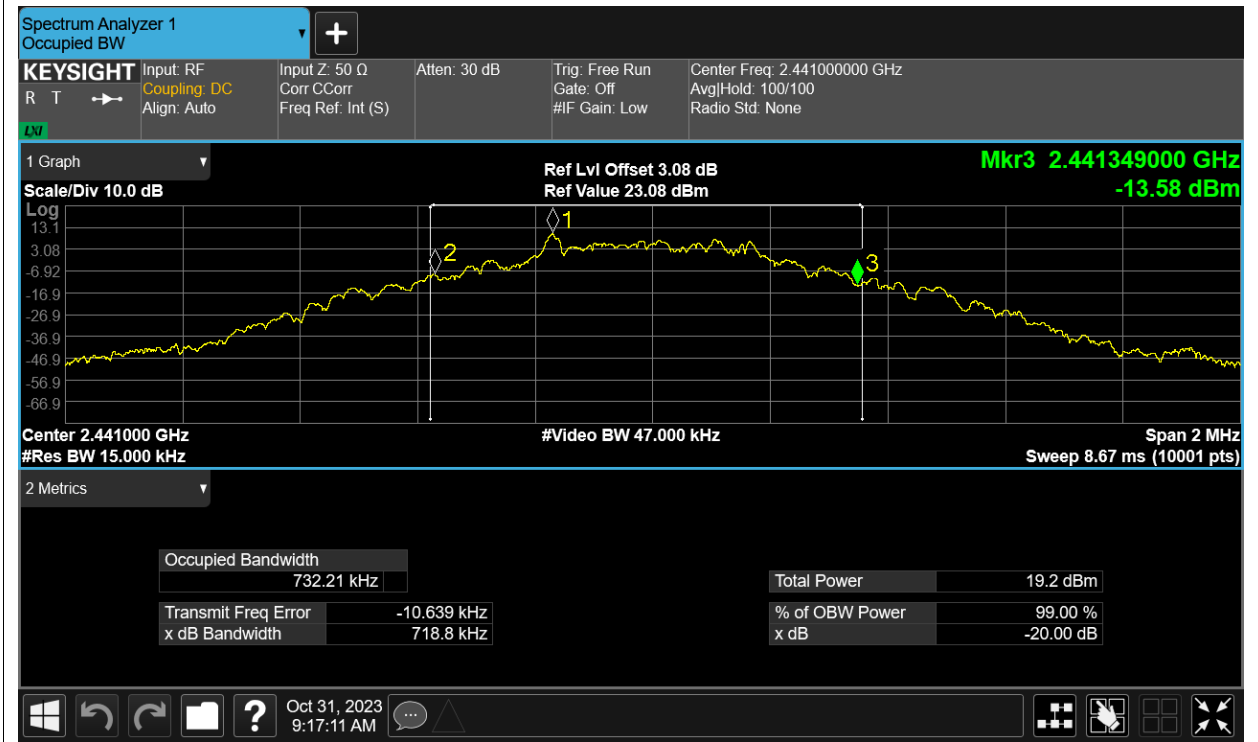 Spectrum Analyzer 1
Occupied BW
KEYSIGHT
R T
LXI
Input: RF
Coupling: DC
Align: Auto
Input Z: 50 Ω
Corr CCorr
Freq Ref: Int (S)
Atten: 30 dB
Trig: Free Run
Gate: Off
#IF Gain: Low
Center Freq: 2.441000000 GHz
Avg|Hold: 100/100
Radio Std: None
1 Graph
Scale/Div 10.0 dB
Ref Lvl Offset 3.08 dB
Ref Value 23.08 dBm
Mkr3 2.441349000 GHz
-13.58 dBm
Log
13.1
3.08
-6.92
-16.9
-26.9
-36.9
-46.9
-56.9
-66.9
1
2
3
Center 2.441000 GHz
#Video BW 47.000 kHz
Span 2 MHz
#Res BW 15.000 kHz
Sweep 8.67 ms (10001 pts)
2 Metrics
Occupied Bandwidth
732.21 kHz
Total Power 19.2 dBm
Transmit Freq Error -10.639 kHz
% of OBW Power 99.00 %
x dB Bandwidth 718.8 kHz
x dB -20.00 dB
?
Oct 31, 2023
9:17:11 AM